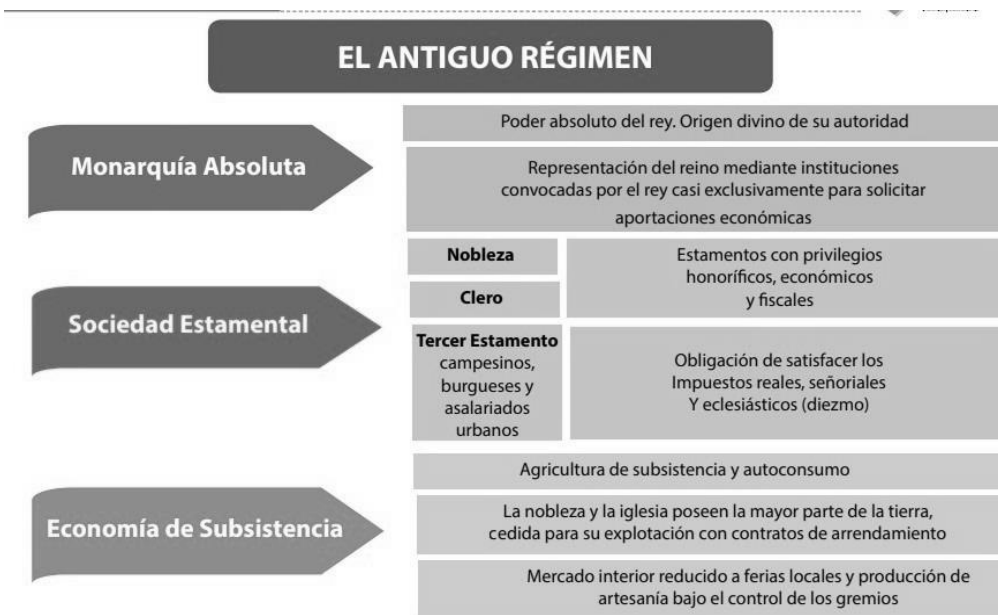 EL ANTIGUO RÉGIMEN
Monarquía Absoluta
Poder absoluto del rey. Origen divino de su autoridad
Representación del reino mediante instituciones
convocadas por el rey casi exclusivamente para solicitar
aportaciones económicas
Sociedad Estamental
Nobleza
Clero
Estamentos con privilegios
honoríficos, económicos
y fiscales
Tercer Estamento
campesinos,
burgueses y
asalariados
urbanos
Obligación de satisfacer los
Impuestos reales, señoriales
Y eclesiásticos (diezmo)
Economía de Subsistencia
Agricultura de subsistencia y autoconsumo
La nobleza y la iglesia poseen la mayor parte de la tierra,
cedida para su explotación con contratos de arrendamiento
Mercado interior reducido a ferias locales y producción de
artesanía bajo el control de los gremios